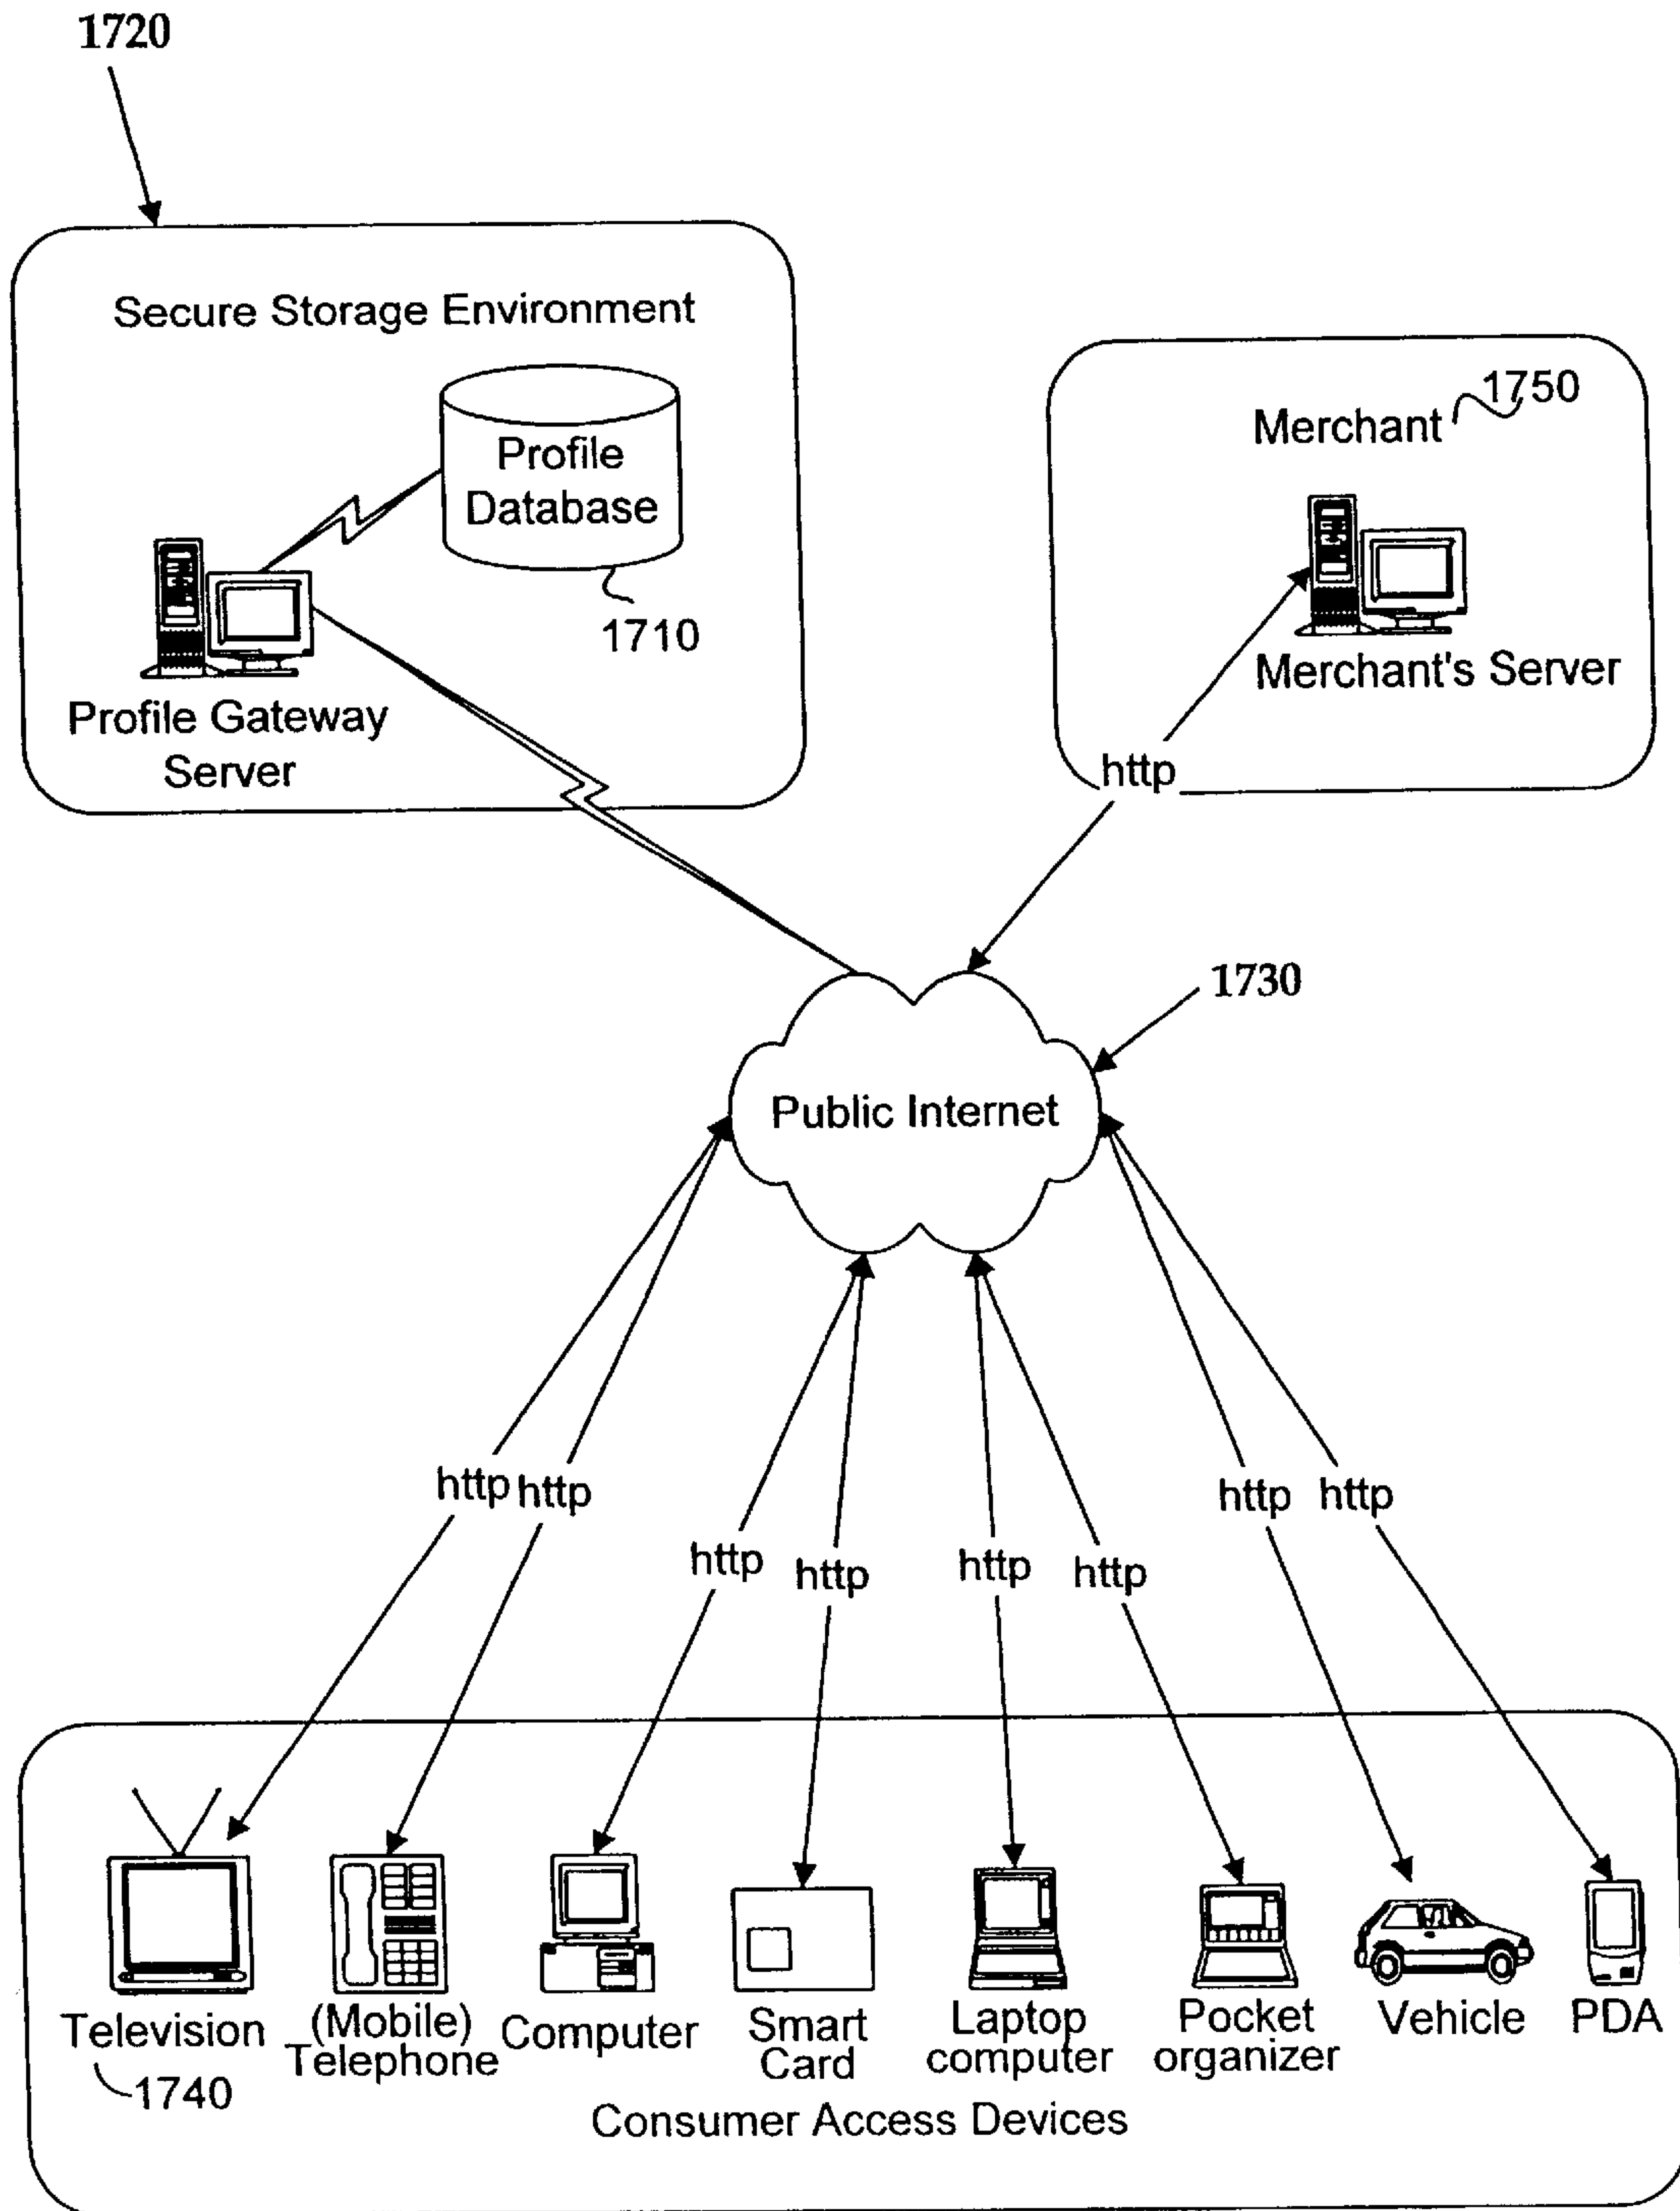 1720
Secure Storage Environment
Profile
Database
1710
Profile Gateway
Server
Merchant
1750
Merchant's Server
http
1730
Public Internet
http
http
http
http
http
http
http
http
Television
1740
(Mobile)
Telephone
Computer
Smart
Card
Laptop
computer
Pocket
organizer
Vehicle
PDA
Consumer Access Devices